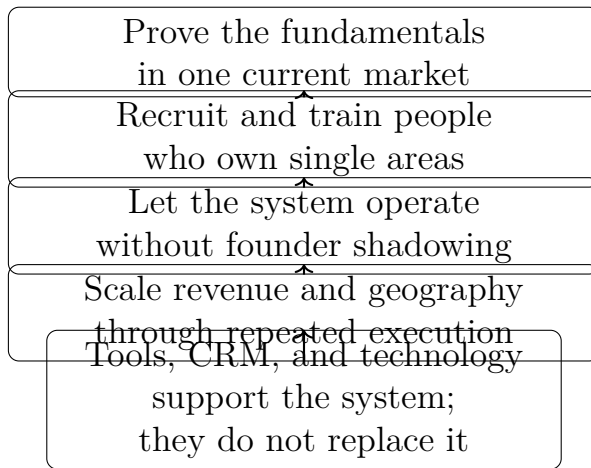 Prove the fundamentals
in one current market
Recruit and train people
who own single areas
Let the system operate
without founder shadowing
Scale revenue and geography
through repeated execution
Tools, CRM, and technology
support the system;
they do not replace it